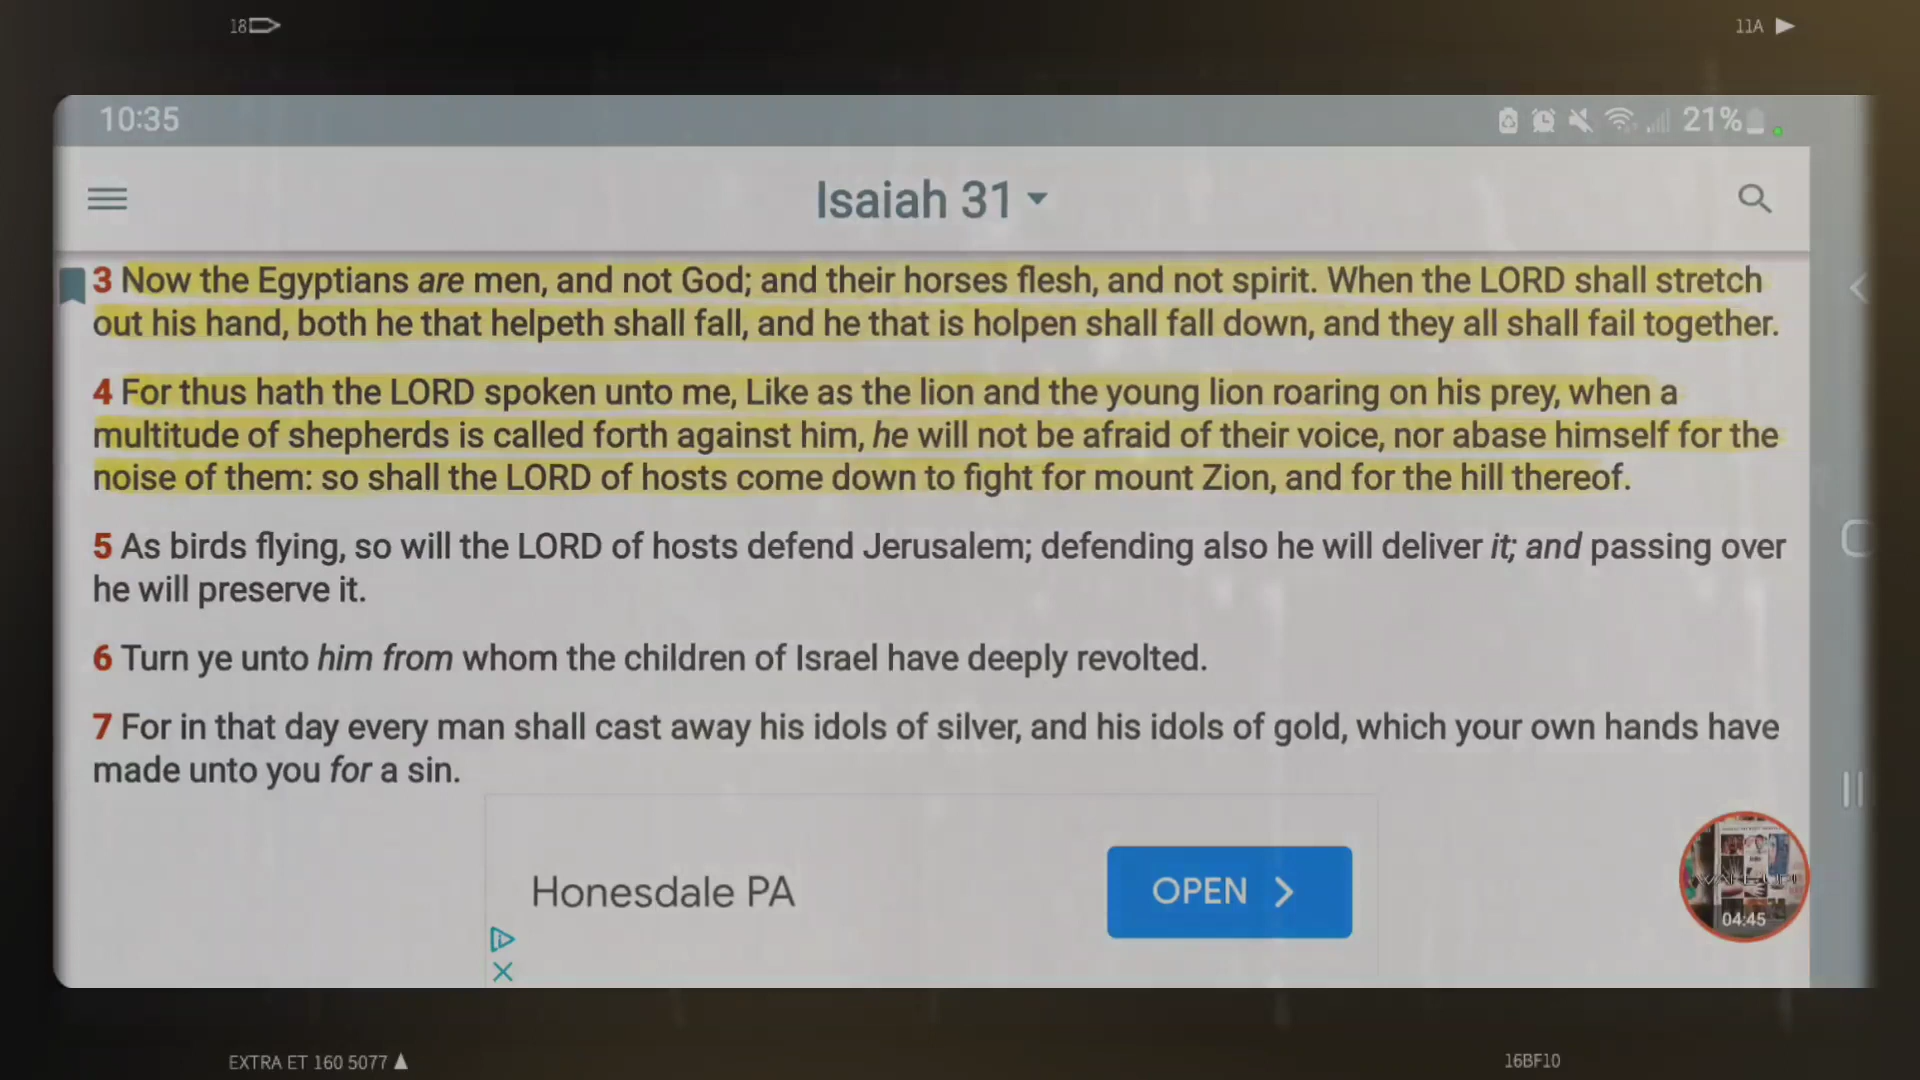 18
11A
10:35
21%
Isaiah 31
3 Now the Egyptians are men, and not God; and their horses flesh, and not spirit. When the LORD shall stretch
out his hand, both he that helpeth shall fall, and he that is holpen shall fall down, and they all shall fail together.
4 For thus hath the LORD spoken unto me, Like as the lion and the young lion roaring on his prey, when a
multitude of shepherds is called forth against him, he will not be afraid of their voice, nor abase himself for the
noise of them: so shall the LORD of hosts come down to fight for mount Zion, and for the hill thereof.
5 As birds flying, so will the LORD of hosts defend Jerusalem; defending also he will deliver it; and passing over
he will preserve it.
6 Turn ye unto him from whom the children of Israel have deeply revolted.
7 For in that day every man shall cast away his idols of silver, and his idols of gold, which your own hands have
made unto you for a sin.
Honesdale PA
OPEN
04:45
EXTRA ET 160 5077
16BF10